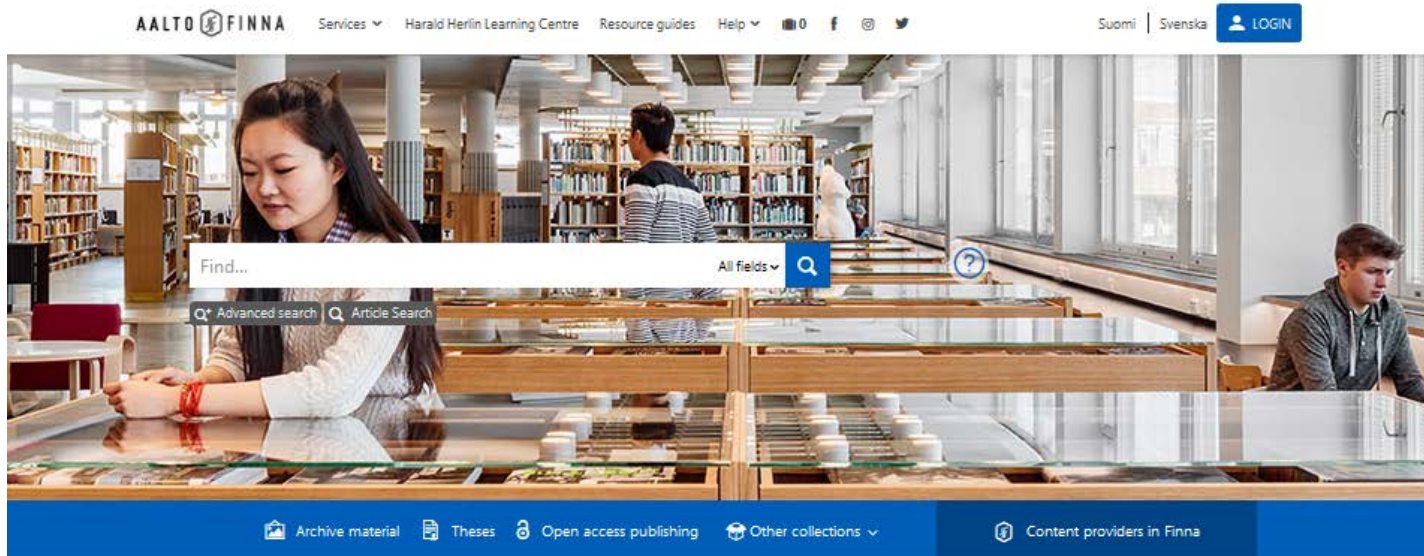 AALTO FINNA Services Harald Herlin Learning Centre Resource guides Help 0 Suomi Svenska LOGIN
Find... All fields ?
Advanced search Article Search
Archive material Theses Open access publishing Other collections Content providers in Finna